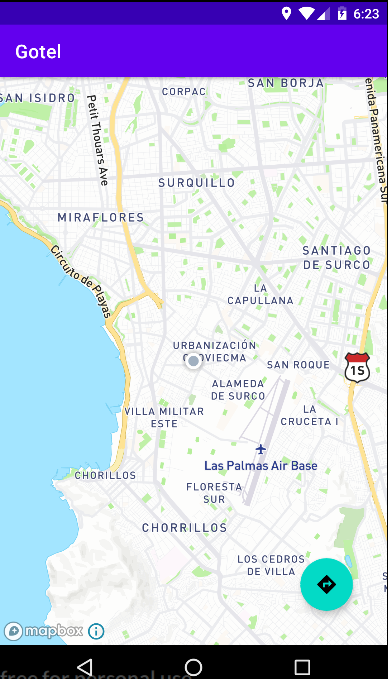 6:23
Gotel
SAN BORJA
CORPAC
SAN ISIDRO
Petit Thouars Ave
enida Panamericana Sur
SURQUILLO
MIRAFLORES
Circuito de Playas
SANTIAGO
DE SURCO
LA
CAPULLANA
URBANIZACIÓN
SAN ROQUE
1S
ALAMEDA
DE SURCO
VILLA MILITAR
ESTE
LA
CRUCETA I
Las Palmas Air Base
CHORILLOS
FLORESTA
SUR
CHORRILLOS
LOS CEDROS
DE VILLA
mapbox
free for personal use